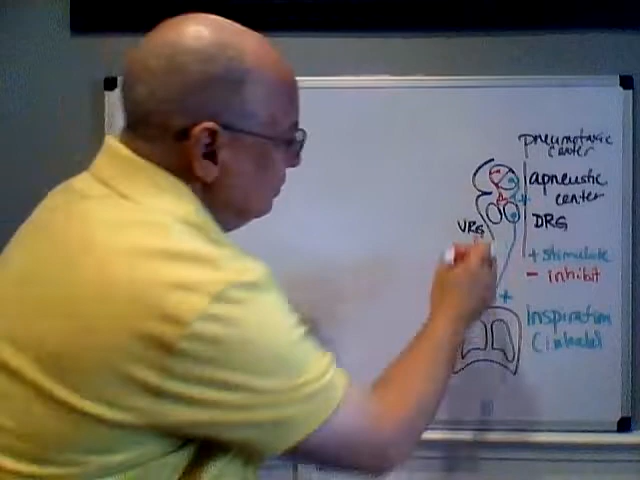 pneumotaxic
center
apneustic
center
DRG
VRG
+ stimulate
- inhibit
+
inspiration
(inhale)